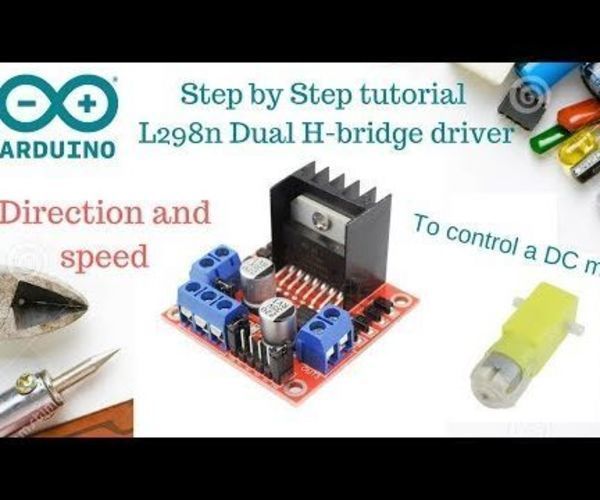 ARDUINO
Step by Step tutorial
L298n Dual H-bridge driver
Direction and
speed
To control a DC m